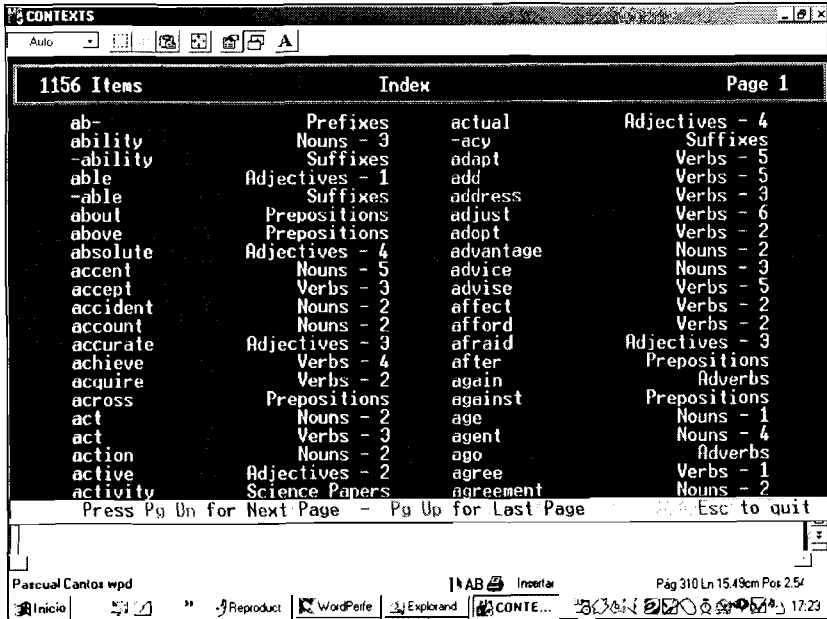 CONTEXTS
Auto
A
1156 Items Index Page 1
ab- Prefixes actual Adjectives - 4
ability Nouns - 3 -acy Suffixes
-ability Suffixes adapt Verbs - 5
able Adjectives - 1 add Verbs - 5
-able Suffixes address Verbs - 3
about Prepositions adjust Verbs - 6
above Prepositions adopt Verbs - 2
absolute Adjectives - 4 advantage Nouns - 2
accent Nouns - 5 advice Nouns - 3
accept Verbs - 3 advise Verbs - 5
accident Nouns - 2 affect Verbs - 2
account Nouns - 2 afford Verbs - 2
accurate Adjectives - 3 afraid Adjectives - 3
achieve Verbs - 4 after Prepositions
acquire Verbs - 2 again Adverbs
across Prepositions against Prepositions
act Nouns - 2 age Nouns - 1
act Verbs - 3 agent Nouns - 4
action Nouns - 2 ago Adverbs
active Adjectives - 2 agree Verbs - 1
activity Science Papers agreement Nouns - 2
Press Pg Dn for Next Page - Pg Up for Last Page Esc to quit
Pascual Cantos wpd AB Insertar Pág 310 Ln 15.49cm Pos 2.54
Inicio » Reproduct WordPerfe Explorand CONTE... 17:23